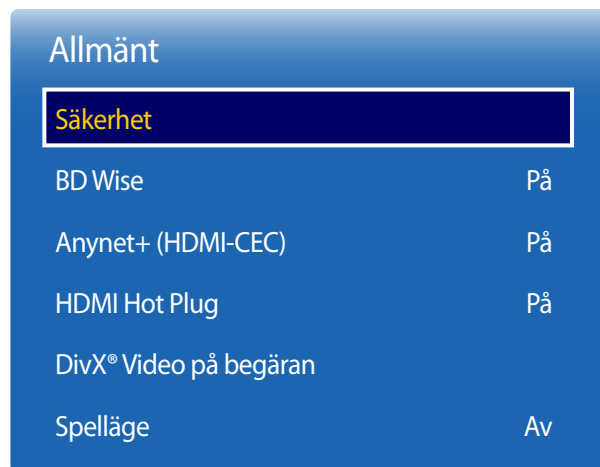 Allmänt
Säkerhet
BD Wise På
Anynet+ (HDMI-CEC) På
HDMI Hot Plug På
DivX® Video på begäran
Spelläge Av